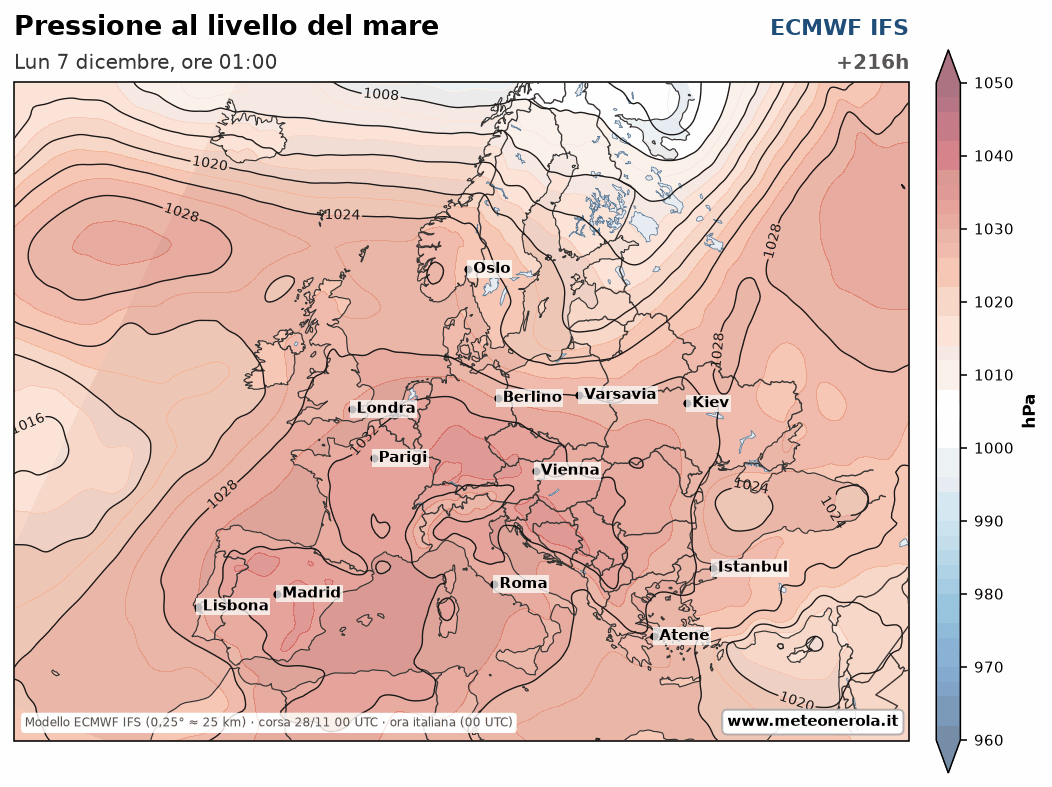 Pressione al livello del mare
ECMWF IFS
Lun 7 dicembre, ore 01:00
+216h
1008
1020
1028
1024
1028
Oslo
1028
Berlino
Varsavia
Kiev
Londra
1016
1032
Parigi
Vienna
1028
1024
1024
Istanbul
Roma
Madrid
Lisbona
Atene
1020
Modello ECMWF IFS (0,25° ≈ 25 km) · corsa 28/11 00 UTC · ora italiana (00 UTC)
www.meteonerola.it
1050
1040
1030
1020
1010
1000
990
980
970
960
hPa